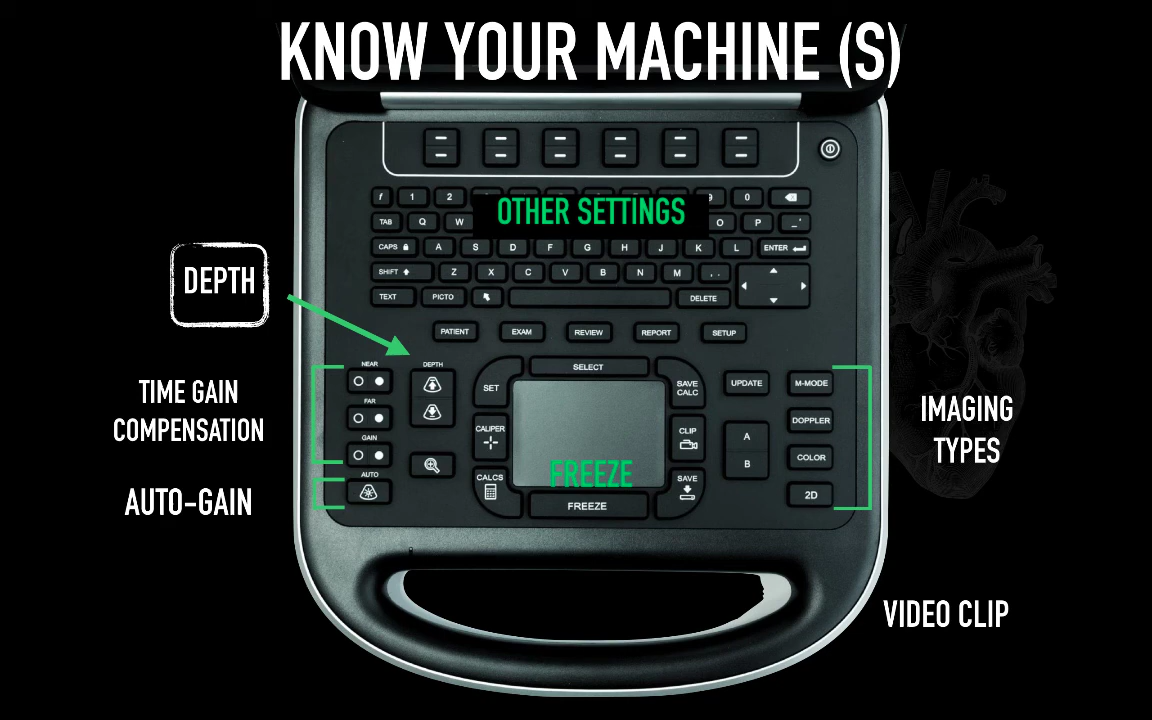 KNOW YOUR MACHINE (S)
f 1 2 9 0
OTHER SETTINGS
TAB Q W O P
CAPS A S D F G H J K L ENTER
SHIFT Z X C V B N M , .
TEXT PICTO DELETE
DEPTH
PATIENT EXAM REVIEW REPORT SETUP
NEAR
DEPTH
FAR
GAIN
AUTO
TIME GAIN
COMPENSATION
AUTO-GAIN
SET
SELECT
SAVE
CALC
CALIPER
CLIP
CALCS
SAVE
FREEZE
FREEZE
UPDATE
A
B
M-MODE
DOPPLER
COLOR
2D
IMAGING
TYPES
VIDEO CLIP